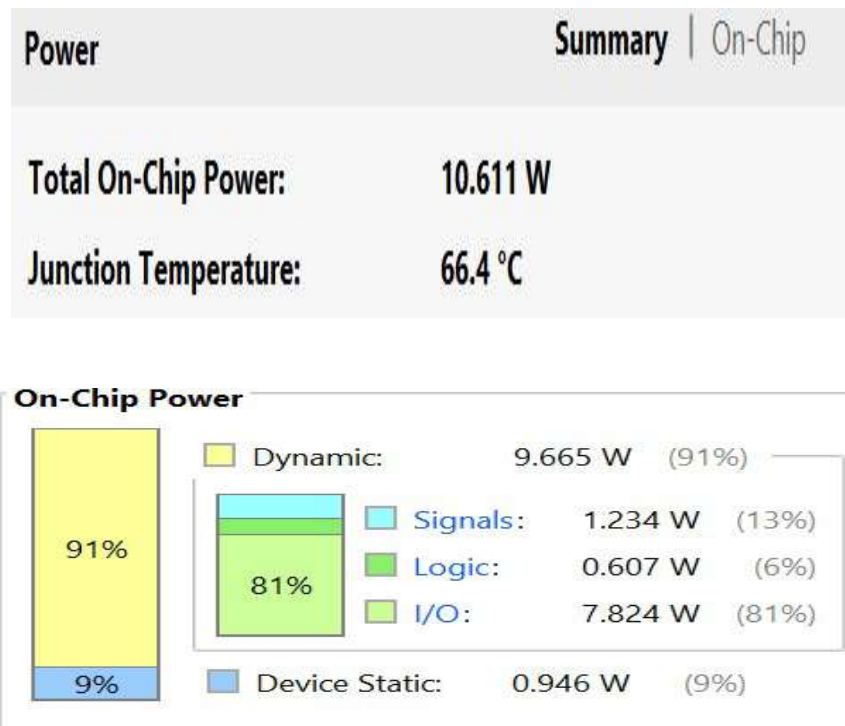 Power Summary | On-Chip
Total On-Chip Power: 10.611 W
Junction Temperature: 66.4 °C
On-Chip Power
Dynamic: 9.665 W (91%)
Signals: 1.234 W (13%)
91%
Logic: 0.607 W (6%)
81%
I/O: 7.824 W (81%)
9% Device Static: 0.946 W (9%)